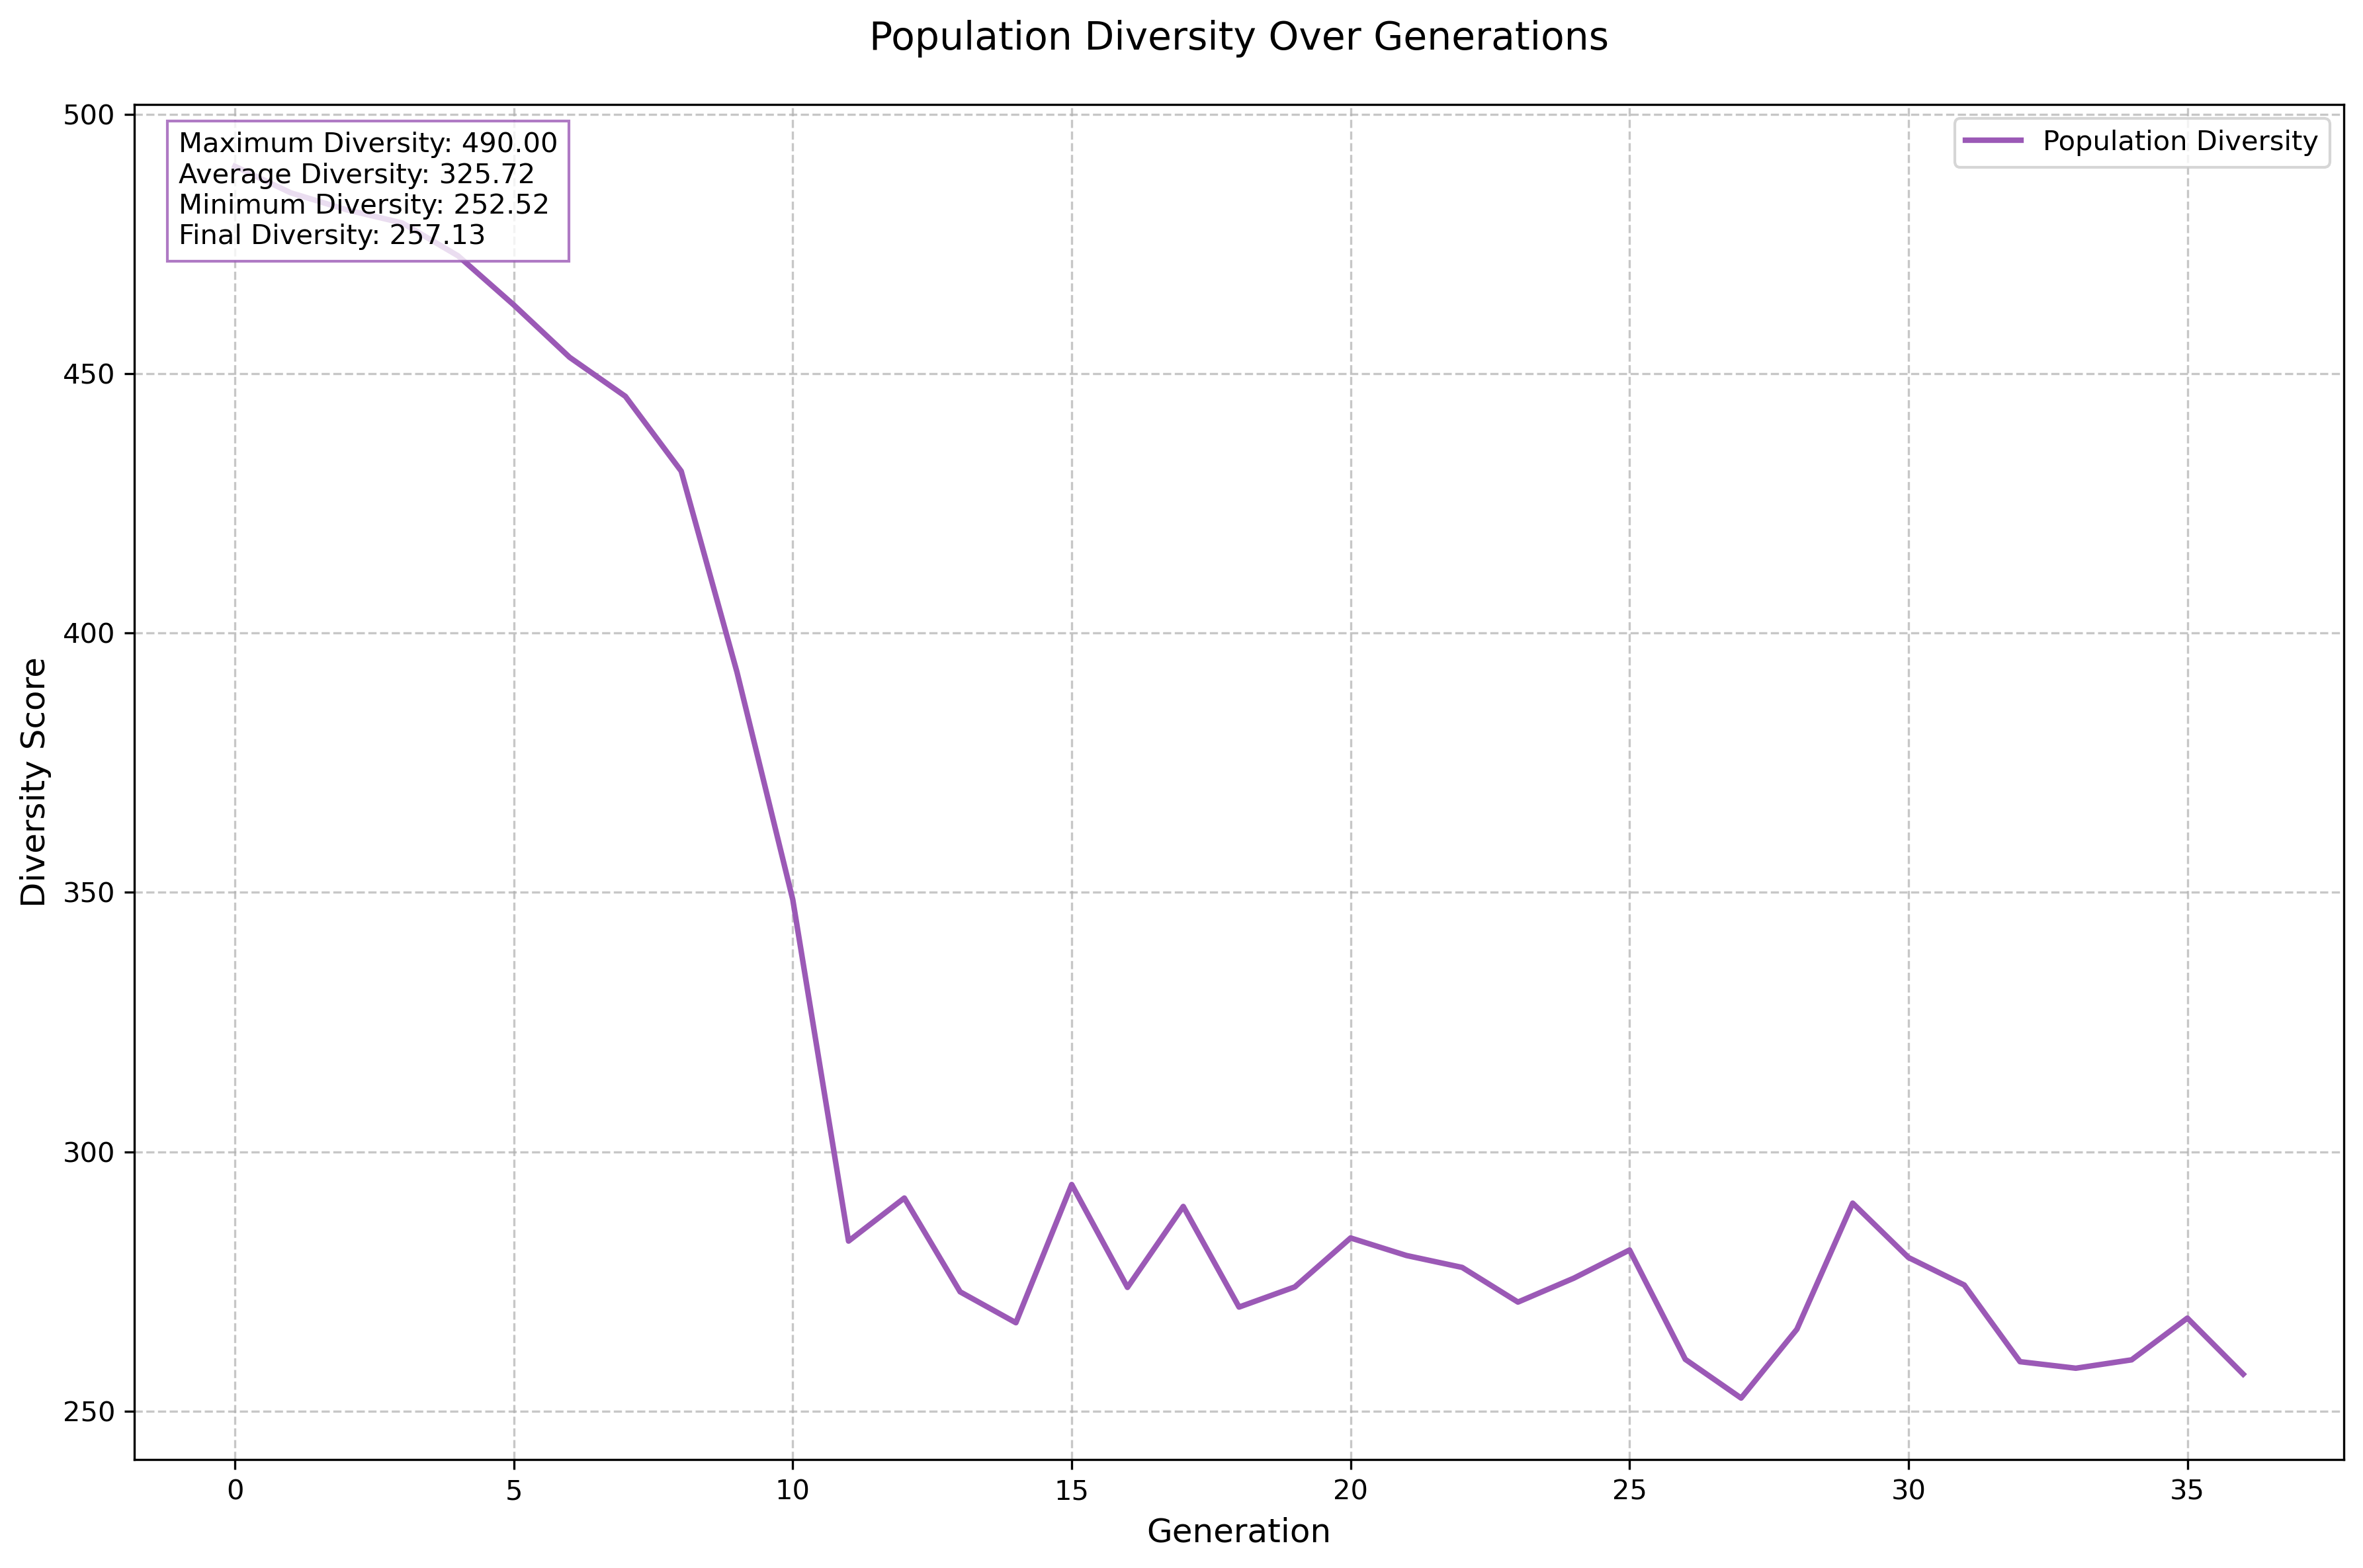 Population Diversity Over Generations
500
Maximum Diversity: 490.00
Average Diversity: 325.72
Minimum Diversity: 252.52
Final Diversity: 257.13
Population Diversity
450
400
350
300
250
Diversity Score
0 5 10 15 20 25 30 35
Generation